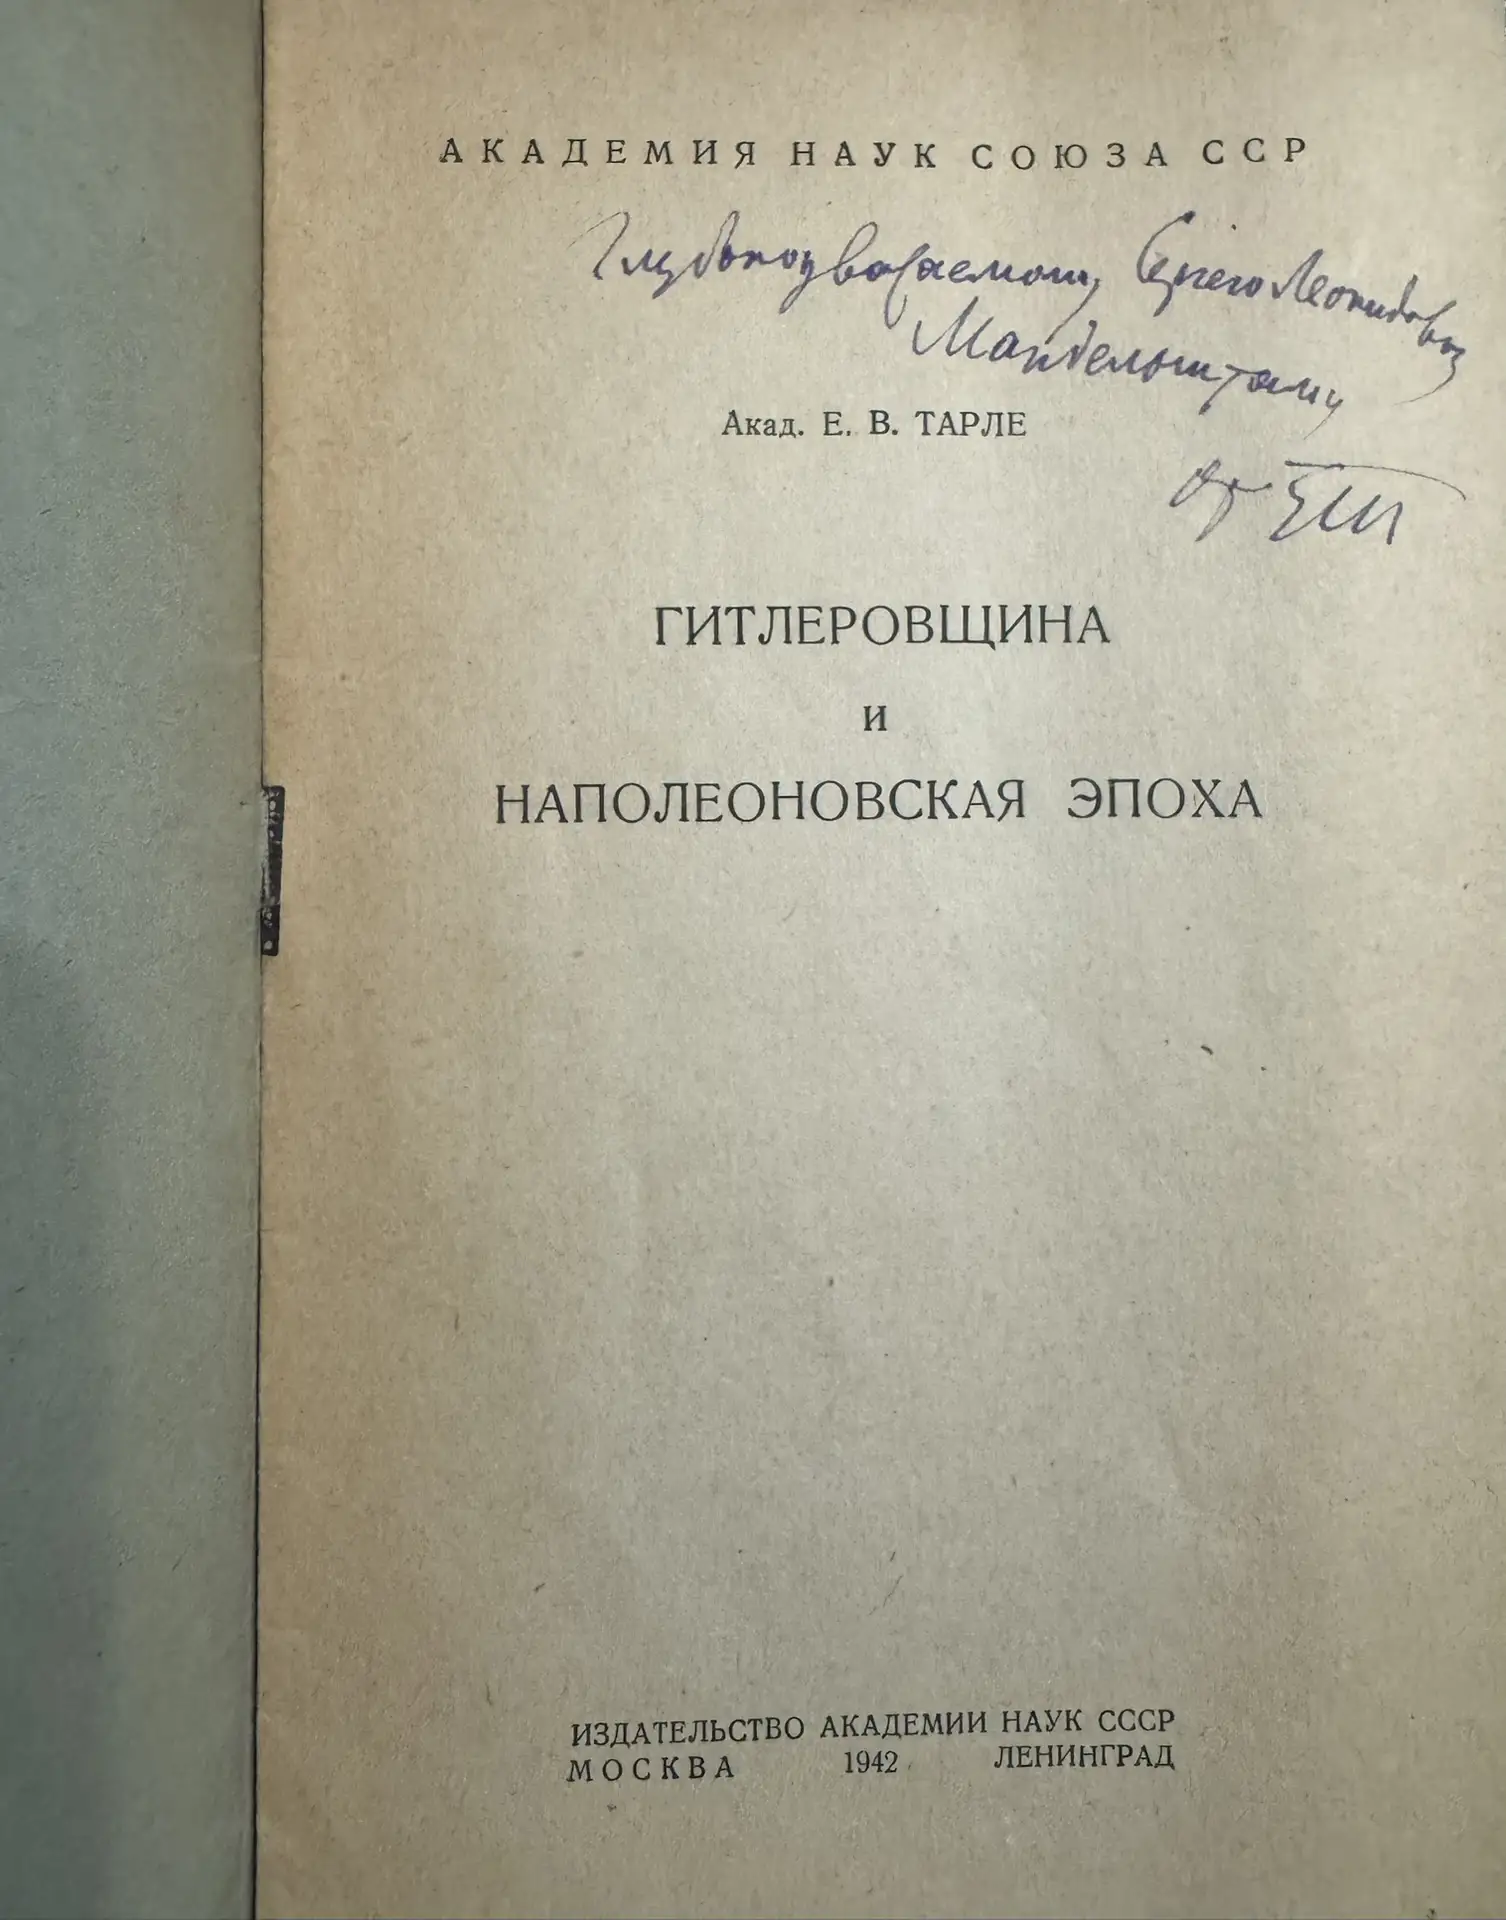 АКАДЕМИЯ НАУК СОЮЗА ССР
Глубокоуважаемому Сергею Леонидовичу
Мандельштаму
Акад. Е. В. ТАРЛЕ
от
ГИТЛЕРОВЩИНА
И
НАПОЛЕОНОВСКАЯ ЭПОХА
ИЗДАТЕЛЬСТВО АКАДЕМИИ НАУК СССР
МОСКВА 1942 ЛЕНИНГРАД